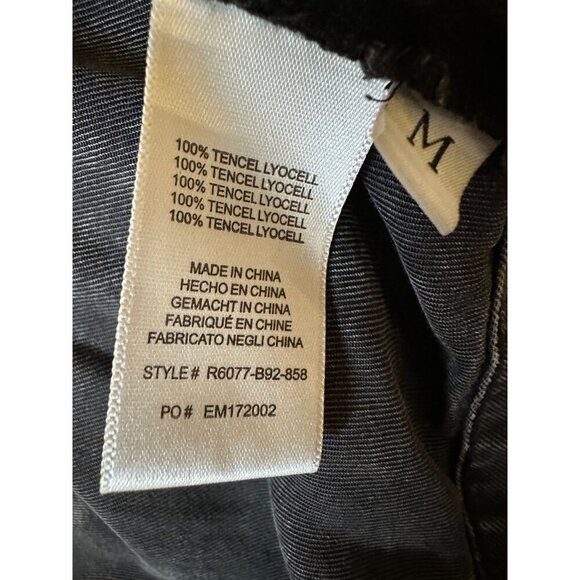 100% TENCEL LYOCELL
100% TENCEL LYOCELL
100% TENCEL LYOCELL
100% TENCEL LYOCELL
100% TENCEL LYOCELL
MADE IN CHINA
HECHO EN CHINA
GEMACHT IN CHINA
FABRIQUÉ EN CHINE
FABRICATO NEGLI CHINA
STYLE# R6077-B92-858
PO# EM172002
M